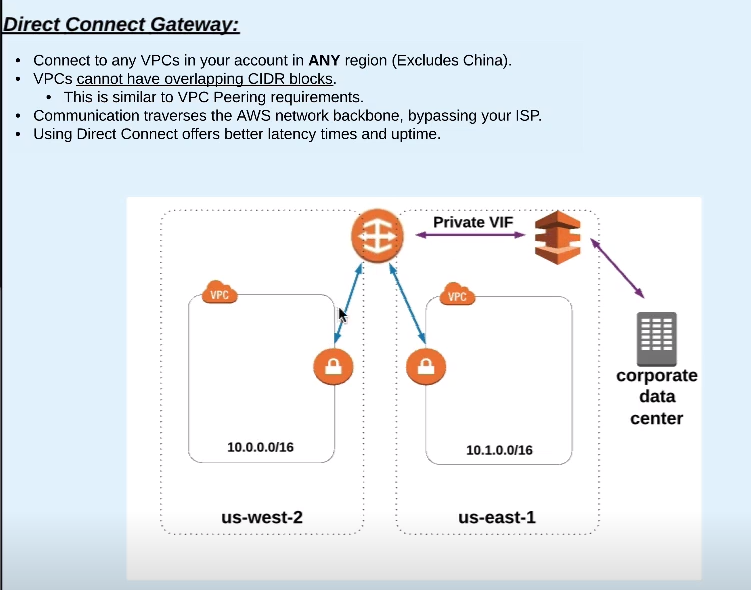 Direct Connect Gateway:
• Connect to any VPCs in your account in ANY region (Excludes China).
• VPCs cannot have overlapping CIDR blocks.
• This is similar to VPC Peering requirements.
• Communication traverses the AWS network backbone, bypassing your ISP.
• Using Direct Connect offers better latency times and uptime.
Private VIF
VPC
VPC
corporate
data
center
10.0.0.0/16
10.1.0.0/16
us-west-2
us-east-1